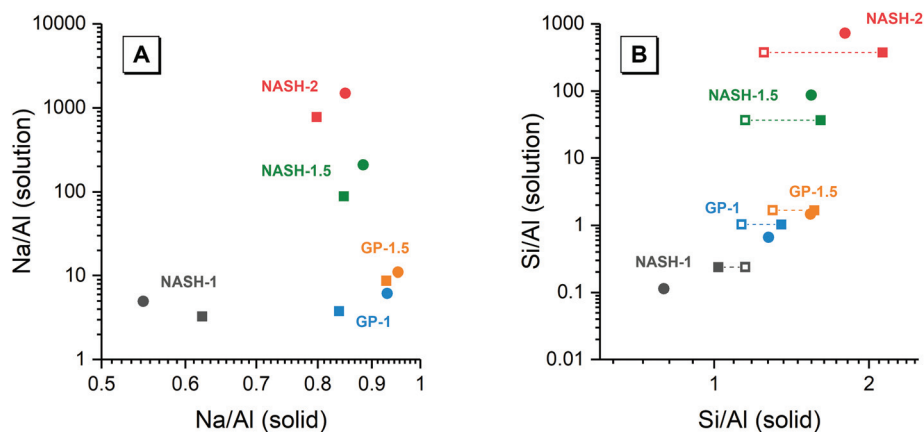 A
10000
1000
100
10
1
Na/Al (solution)
NASH-2
NASH-1.5
GP-1.5
NASH-1
GP-1
0.5
0.6
0.7
0.8
0.9
1
Na/Al (solid)
B
1000
100
10
1
0.1
0.01
Si/Al (solution)
NASH-2
NASH-1.5
GP-1.5
GP-1
NASH-1
1
2
Si/Al (solid)